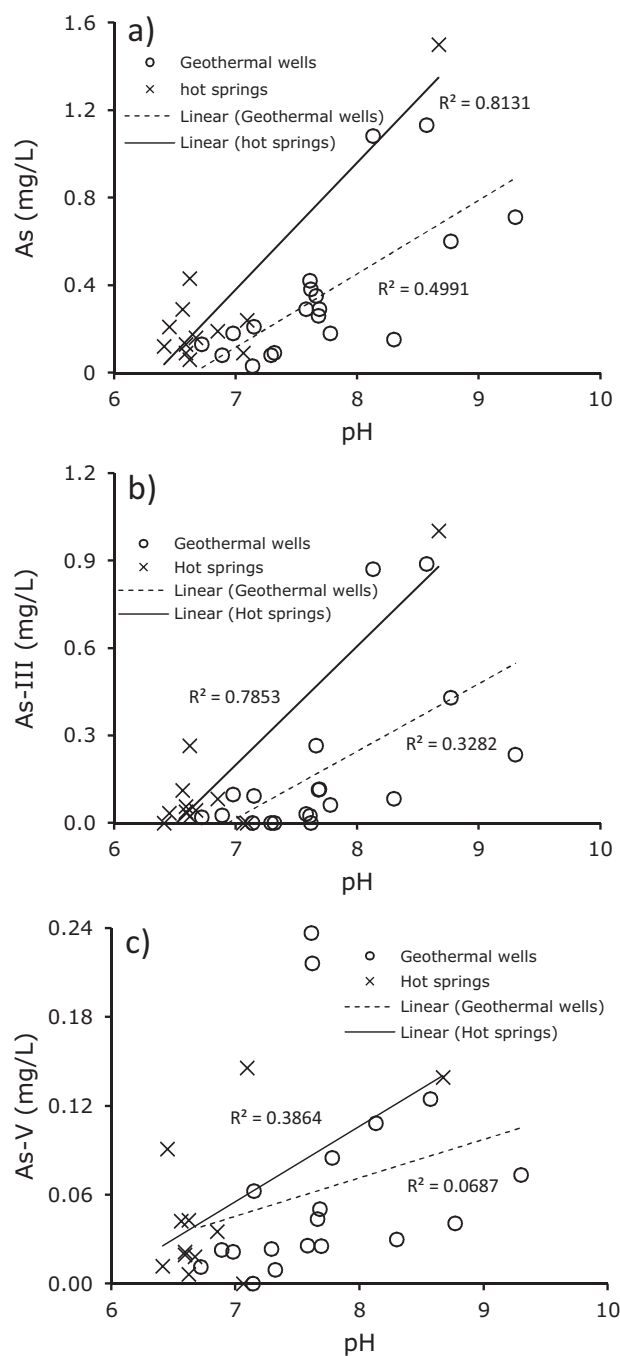 a)
1.6
1.2
0.8
0.4
0
As (mg/L)
Geothermal wells
hot springs
Linear (Geothermal wells)
Linear (hot springs)
R² = 0.8131
R² = 0.4991
6 7 8 9 10
pH
b)
1.2
0.9
0.6
0.3
0.0
As-III (mg/L)
Geothermal wells
Hot springs
Linear (Geothermal wells)
Linear (Hot springs)
R² = 0.7853
R² = 0.3282
6 7 8 9 10
pH
c)
0.24
0.18
0.12
0.06
0.00
As-V (mg/L)
Geothermal wells
Hot springs
Linear (Geothermal wells)
Linear (Hot springs)
R² = 0.3864
R² = 0.0687
6 7 8 9 10
pH